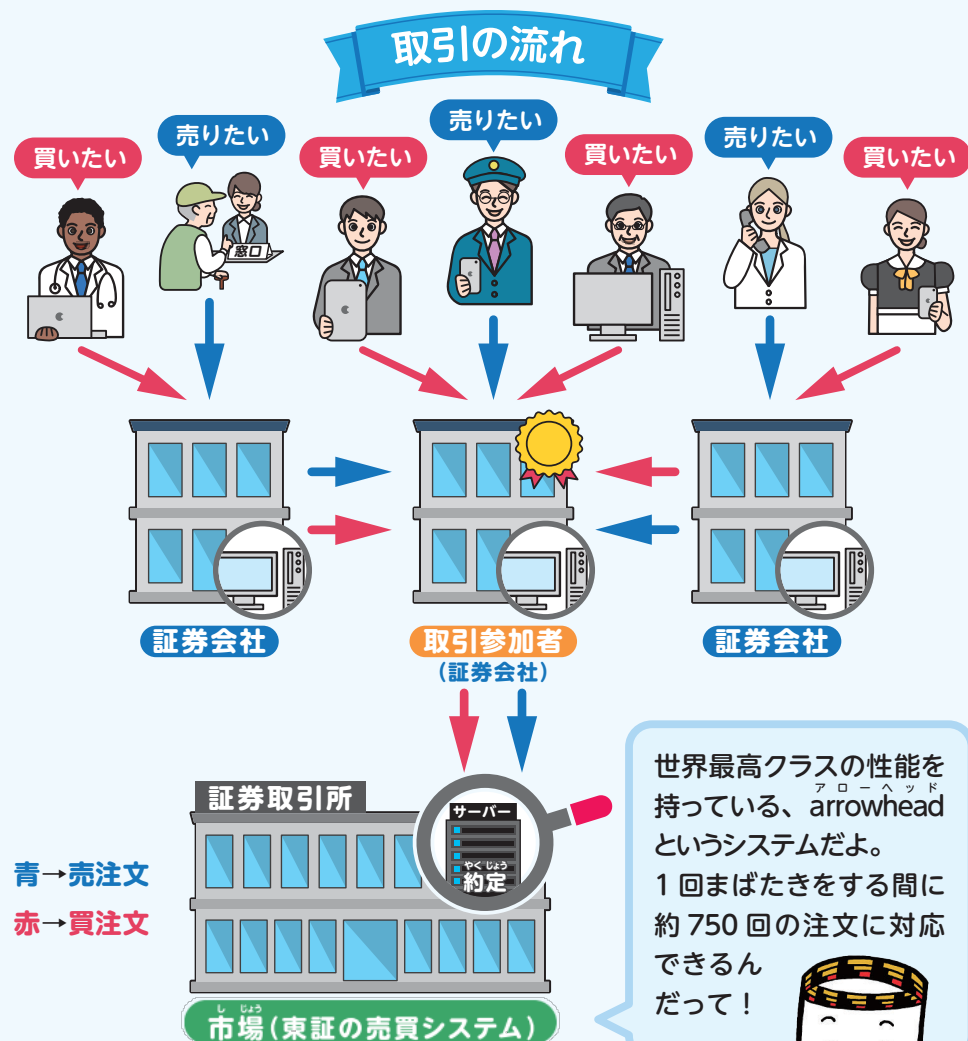 取引の流れ
買いたい
売りたい
買いたい
売りたい
買いたい
売りたい
買いたい
窓口
証券会社
取引参加者
(証券会社)
証券会社
証券取引所
サーバー
やくじょう
約定
青→売注文
赤→買注文
しじょう
市場(東証の売買システム)
世界最高クラスの性能を
アローヘッド
持っている、arrowhead
というシステムだよ。
1回まばたきをする間に
約750回の注文に対応
できるん
だって!